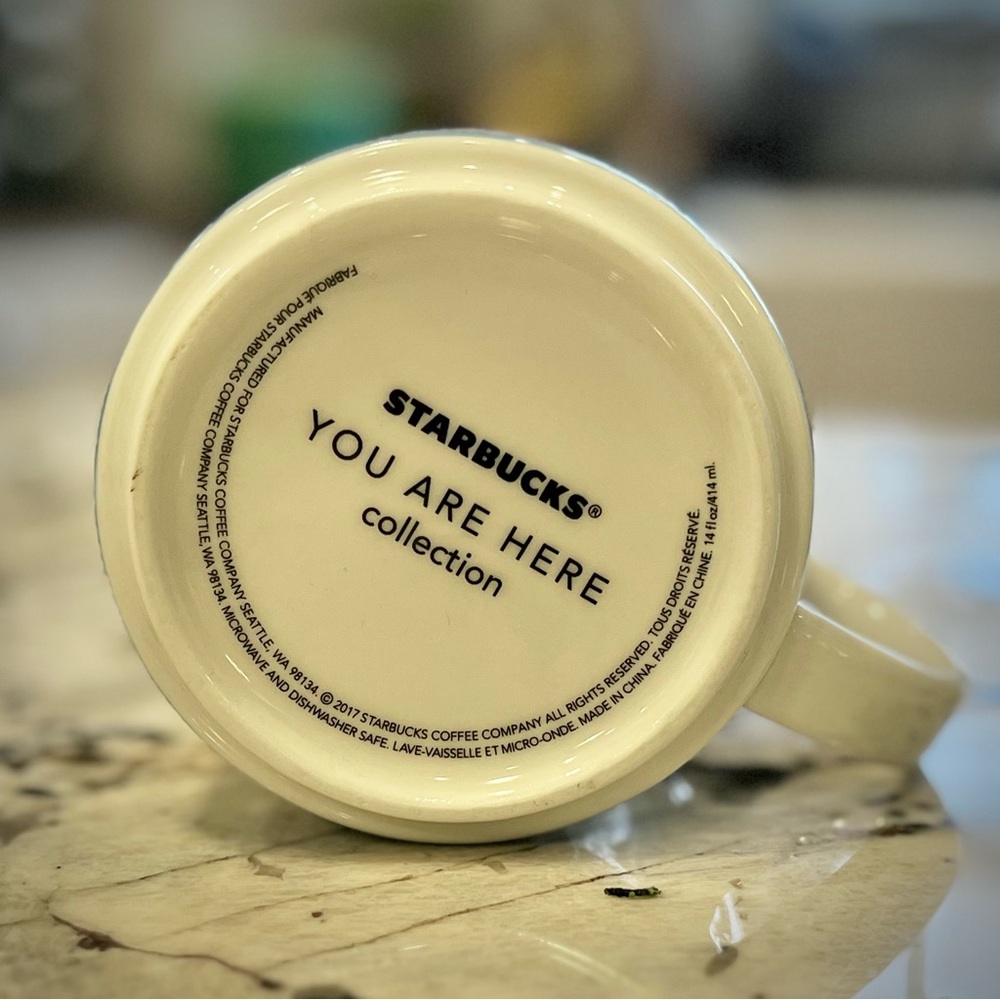 STARBUCKS®
YOU ARE HERE
collection
MANUFACTURED FOR STARBUCKS COFFEE COMPANY SEATTLE, WA 98134. © 2017 STARBUCKS COFFEE COMPANY ALL RIGHTS RESERVED. TOUS DROITS RÉSERVÉ.
FABRIQUÉ POUR STARBUCKS COFFEE COMPANY SEATTLE, WA 98134. MICROWAVE AND DISHWASHER SAFE. LAVE-VAISSELLE ET MICRO-ONDE. MADE IN CHINA. FABRIQUÉ EN CHINE. 14 fl oz/414 ml.